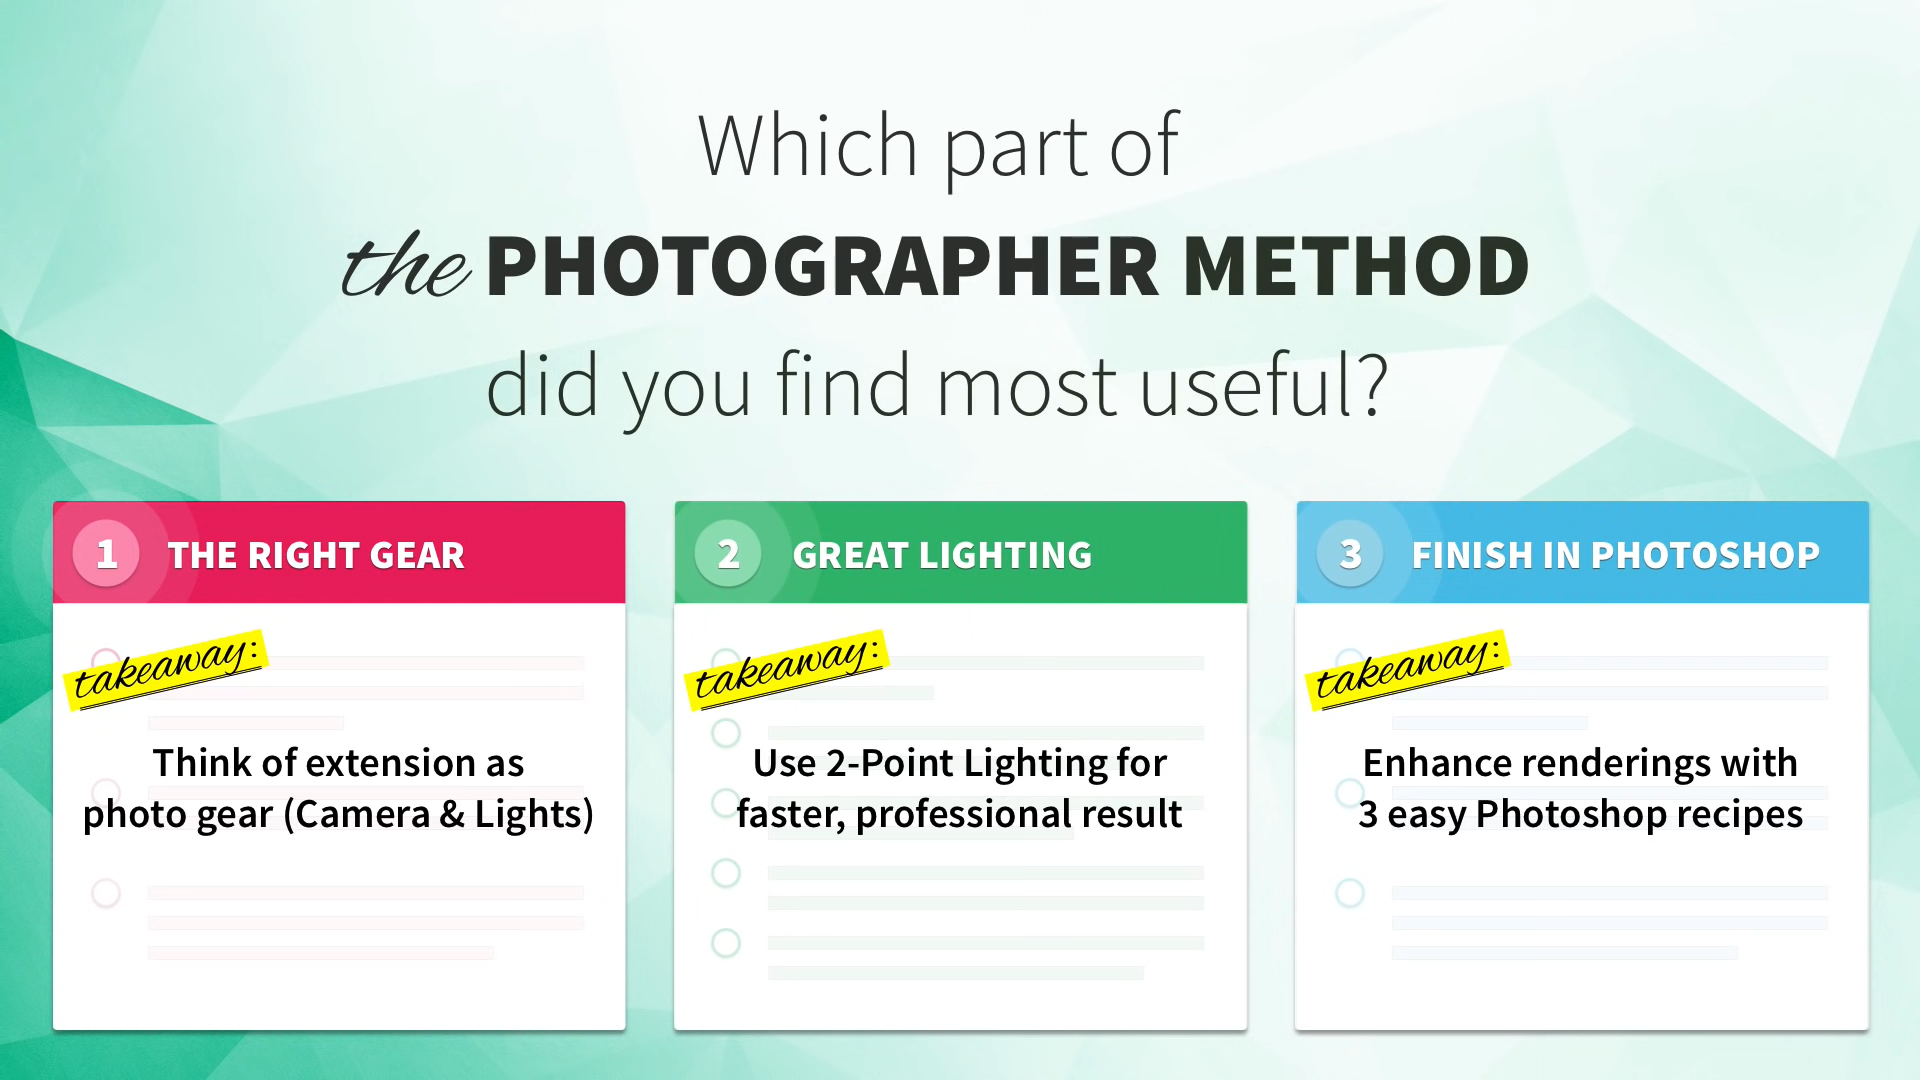 Which part of
the PHOTOGRAPHER METHOD
did you find most useful?
1 THE RIGHT GEAR
takeaway:
Think of extension as
photo gear (Camera & Lights)
2 GREAT LIGHTING
takeaway:
Use 2-Point Lighting for
faster, professional result
3 FINISH IN PHOTOSHOP
takeaway:
Enhance renderings with
3 easy Photoshop recipes